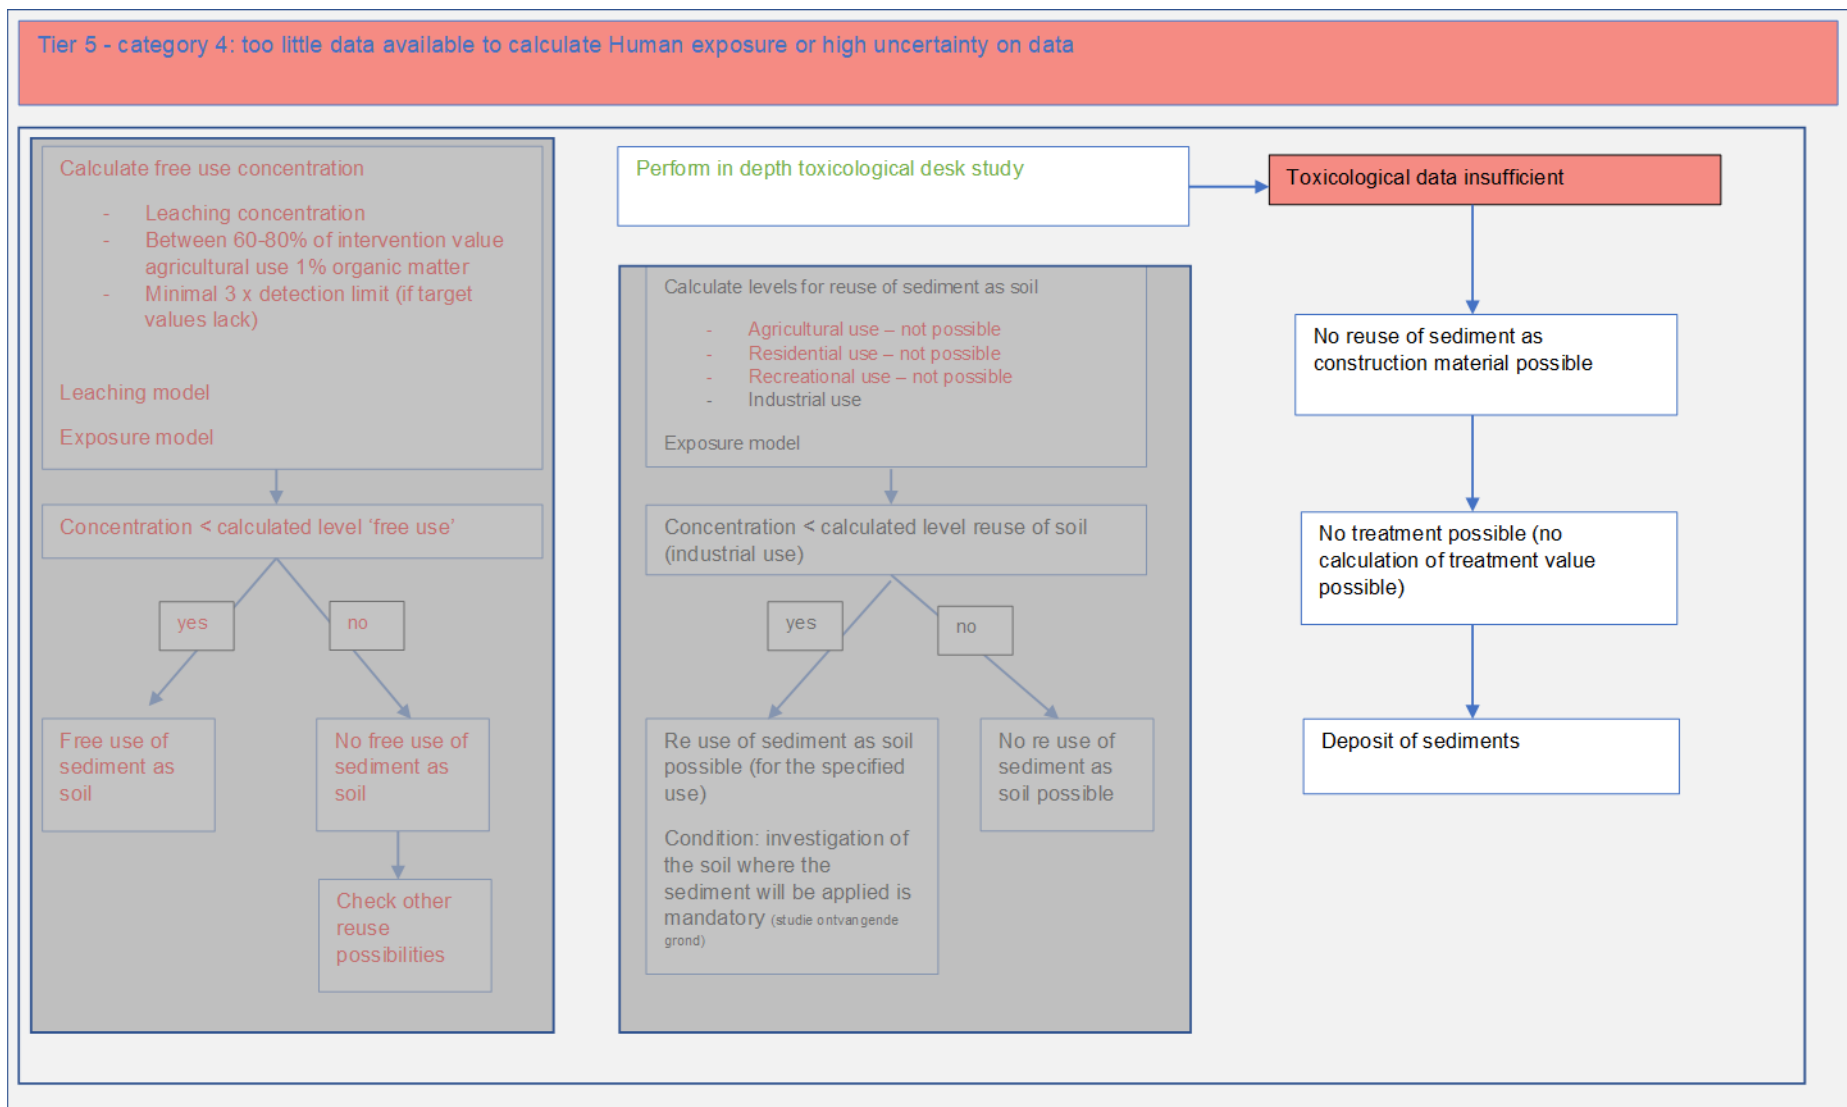 Tier 5 - category 4: too little data available to calculate Human exposure or high uncertainty on data
Calculate free use concentration
- Leaching concentration
- Between 60-80% of intervention value
agricultural use 1% organic matter
- Minimal 3 x detection limit (if target
values lack)
Leaching model
Exposure model
Concentration < calculated level ‘free use’
yes
no
Free use of
sediment as
soil
No free use of
sediment as
soil
Check other
reuse
possibilities
Perform in depth toxicological desk study
Calculate levels for reuse of sediment as soil
- Agricultural use – not possible
- Residential use – not possible
- Recreational use – not possible
- Industrial use
Exposure model
Concentration < calculated level reuse of soil
(industrial use)
yes
no
Re use of sediment as soil
possible (for the specified
use)
Condition: investigation of
the soil where the
sediment will be applied is
mandatory (studie ontvangende
grond)
No re use of
sediment as
soil possible
Toxicological data insufficient
No reuse of sediment as
construction material possible
No treatment possible (no
calculation of treatment value
possible)
Deposit of sediments